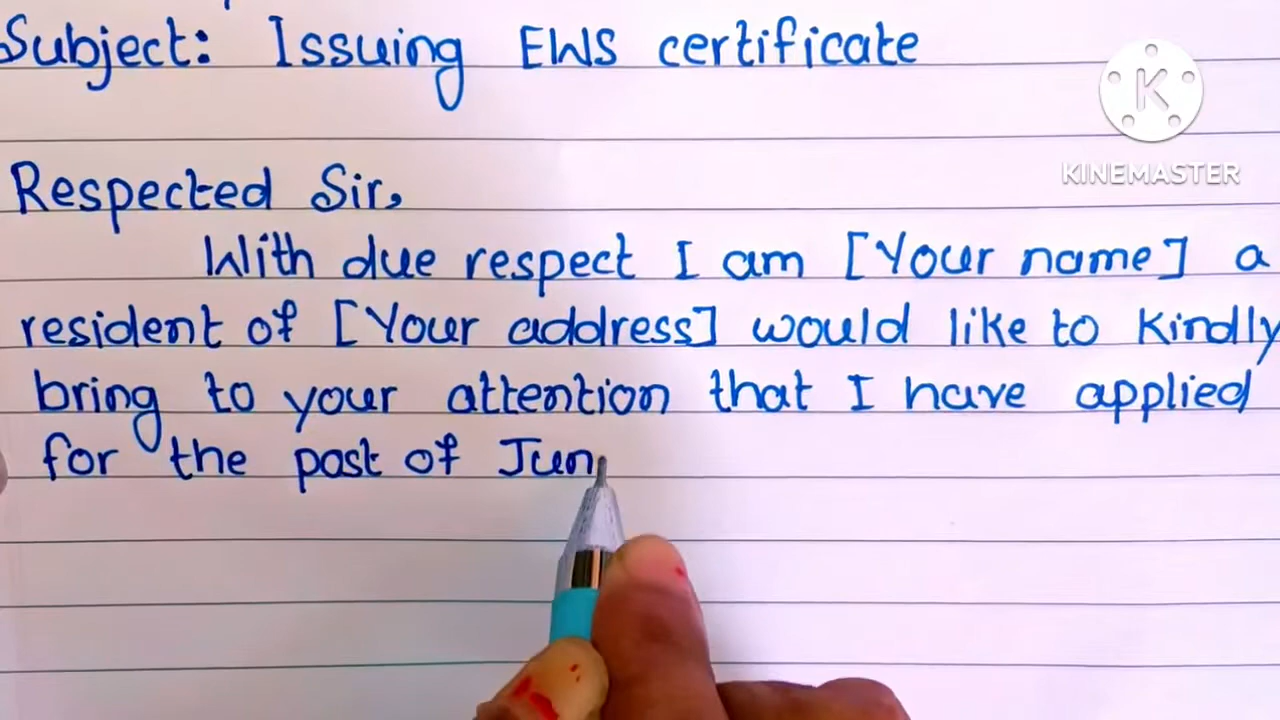 Subject: Issuing EWS certificate
K
KINEMASTER
Respected Sir,
With due respect I am [Your name] a
resident of [Your address] would like to kindly
bring to your attention that I have applied
for the post of Jun